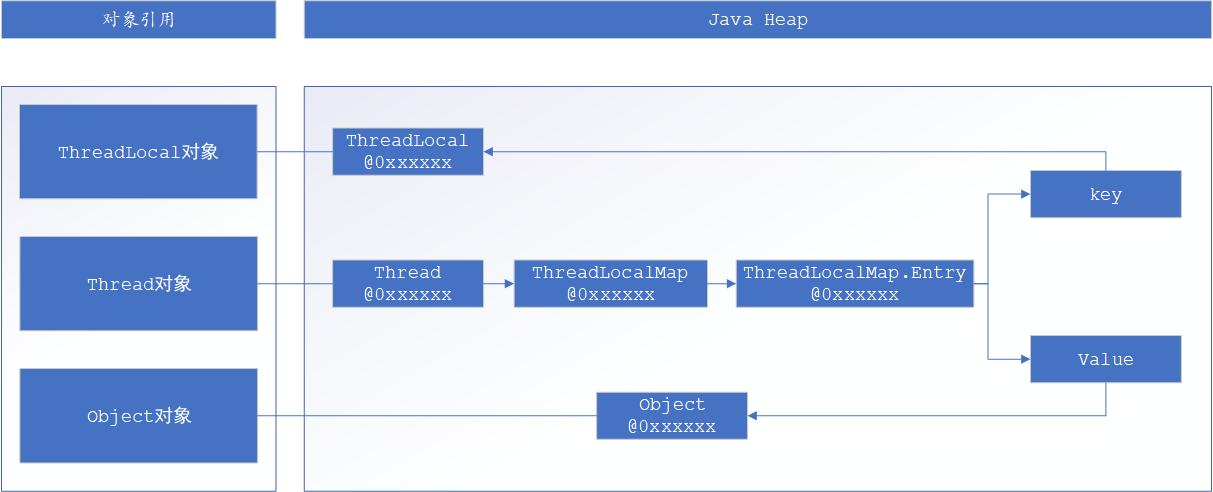 对象引用
Java Heap
ThreadLocal对象
ThreadLocal
@0xxxxxx
key
Thread对象
Thread
@0xxxxxx
ThreadLocalMap
@0xxxxxx
ThreadLocalMap.Entry
@0xxxxxx
Value
Object对象
Object
@0xxxxxx